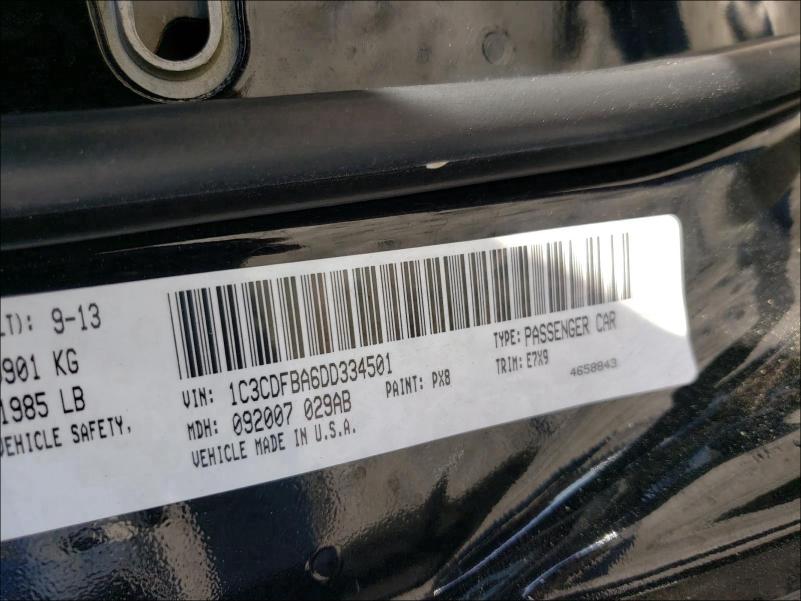 LT): 9-13
901 KG
1985 LB
VEHICLE SAFETY,
VIN: 1C3CDFBA6DD334501
MDH: 092007 029AB
VEHICLE MADE IN U.S.A.
PAINT: PX8
TYPE: PASSENGER CAR
TRIM: E7X9
4658843